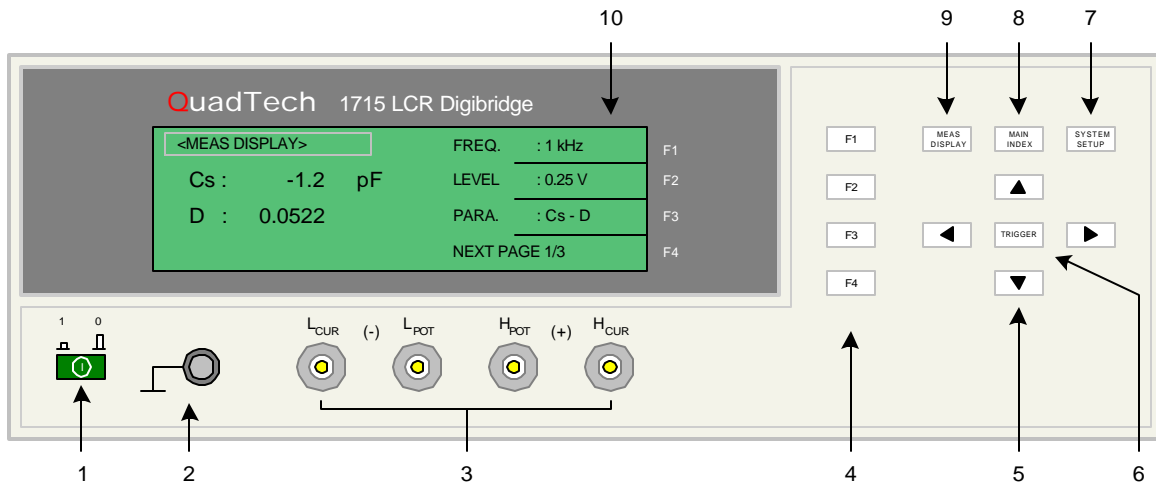 10 9 8 7
QuadTech 1715 LCR Digibridge
<MEAS DISPLAY>
Cs : -1.2 pF
D : 0.0522
FREQ. : 1 kHz F1
LEVEL : 0.25 V F2
PARA. : Cs - D F3
NEXT PAGE 1/3 F4
F1
F2
F3
F4
MEAS
DISPLAY
MAIN
INDEX
SYSTEM
SETUP
TRIGGER
1 0
LCUR (-) LPOT HPOT (+) HCUR
1 2 3 4 5 6